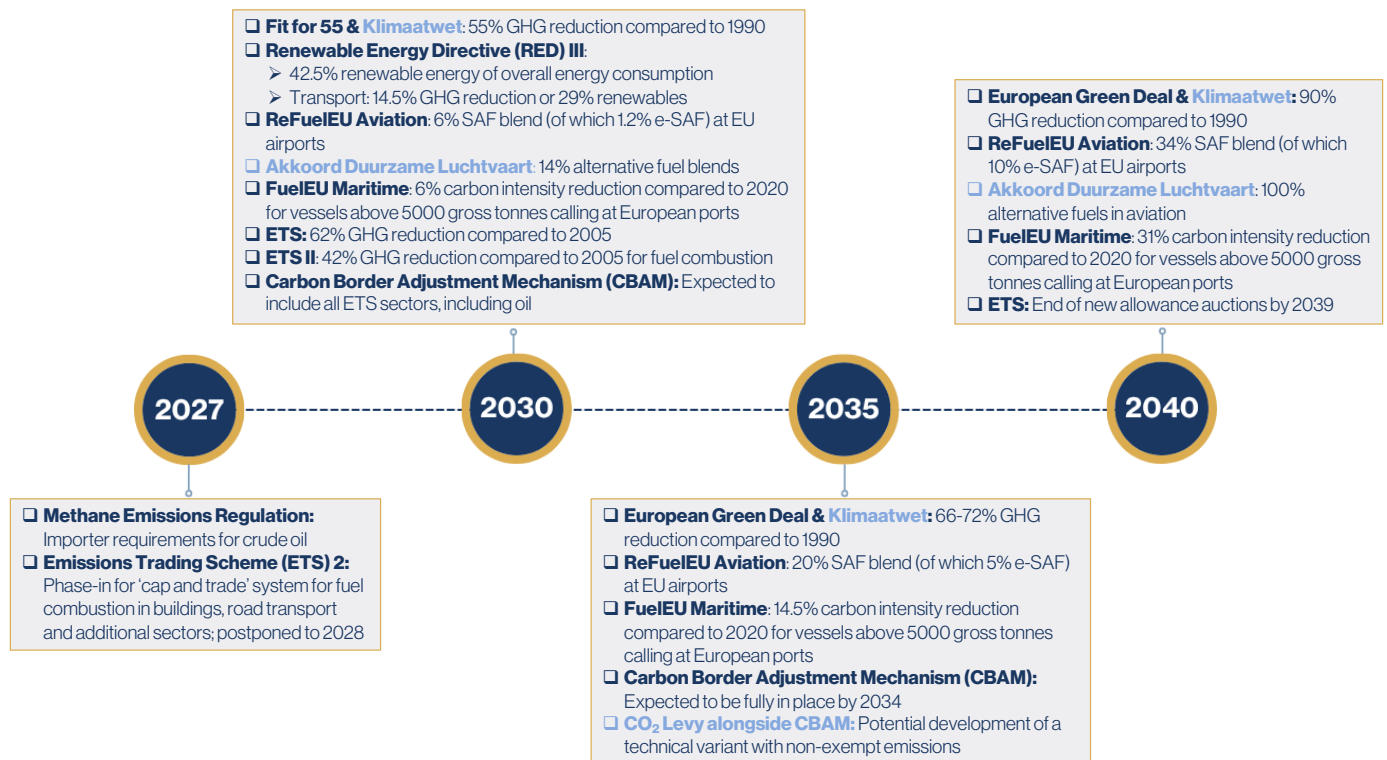 ❑ Fit for 55 & Klimaatwet: 55% GHG reduction compared to 1990
❑ Renewable Energy Directive (RED) III:
➢ 42.5% renewable energy of overall energy consumption
➢ Transport: 14.5% GHG reduction or 29% renewables
❑ ReFuelEU Aviation: 6% SAF blend (of which 1.2% e-SAF) at EU
airports
❑ Akkoord Duurzame Luchtvaart: 14% alternative fuel blends
❑ FuelEU Maritime: 6% carbon intensity reduction compared to 2020
for vessels above 5000 gross tonnes calling at European ports
❑ ETS: 62% GHG reduction compared to 2005
❑ ETS II: 42% GHG reduction compared to 2005 for fuel combustion
❑ Carbon Border Adjustment Mechanism (CBAM): Expected to
include all ETS sectors, including oil
❑ European Green Deal & Klimaatwet: 90%
GHG reduction compared to 1990
❑ ReFuelEU Aviation: 34% SAF blend (of which
10% e-SAF) at EU airports
❑ Akkoord Duurzame Luchtvaart: 100%
alternative fuels in aviation
❑ FuelEU Maritime: 31% carbon intensity reduction
compared to 2020 for vessels above 5000 gross
tonnes calling at European ports
❑ ETS: End of new allowance auctions by 2039
2027
2030
2035
2040
❑ Methane Emissions Regulation:
Importer requirements for crude oil
❑ Emissions Trading Scheme (ETS) 2:
Phase-in for ‘cap and trade’ system for fuel
combustion in buildings, road transport
and additional sectors; postponed to 2028
❑ European Green Deal & Klimaatwet: 66-72% GHG
reduction compared to 1990
❑ ReFuelEU Aviation: 20% SAF blend (of which 5% e-SAF)
at EU airports
❑ FuelEU Maritime: 14.5% carbon intensity reduction
compared to 2020 for vessels above 5000 gross tonnes
calling at European ports
❑ Carbon Border Adjustment Mechanism (CBAM):
Expected to be fully in place by 2034
❑ CO₂ Levy alongside CBAM: Potential development of a
technical variant with non-exempt emissions